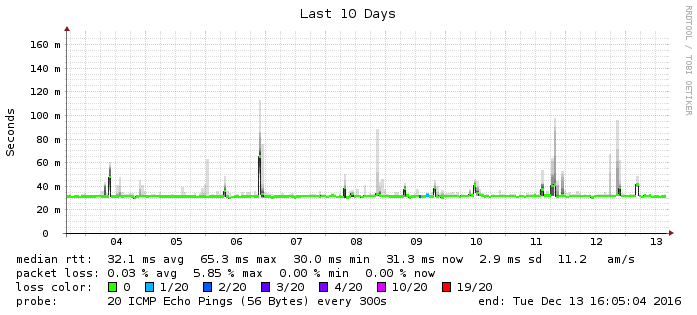 Last 10 Days
RRDTOOL / TOBI OETIKER
Seconds
160 m
140 m
120 m
100 m
80 m
60 m
40 m
20 m
0
04 05 06 07 08 09 10 11 12 13
median rtt: 32.1 ms avg 65.3 ms max 30.0 ms min 31.3 ms now 2.9 ms sd 11.2 am/s
packet loss: 0.03 % avg 5.85 % max 0.00 % min 0.00 % now
loss color: 0 1/20 2/20 3/20 4/20 10/20 19/20
probe: 20 ICMP Echo Pings (56 Bytes) every 300s end: Tue Dec 13 16:05:04 2016